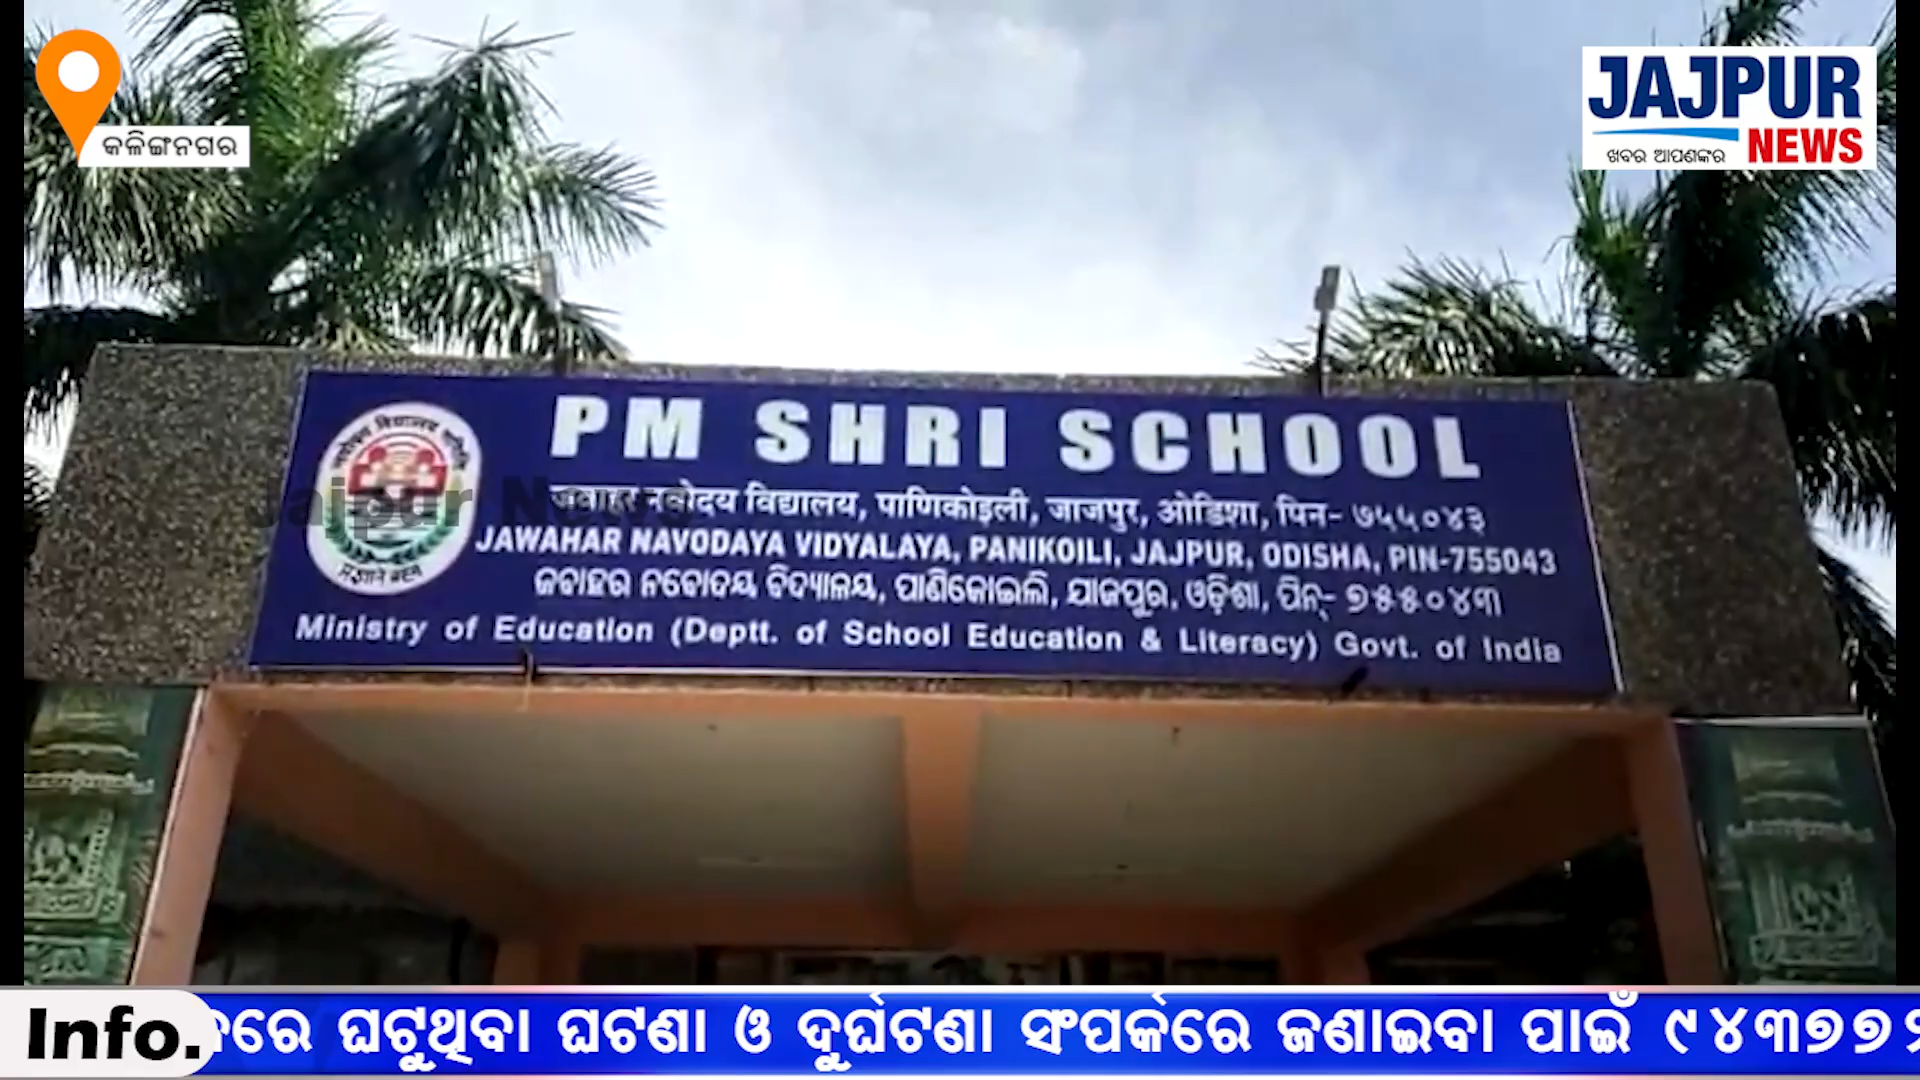 କଳିଙ୍ଗନଗର
JAJPUR
ଖବର ଆପଣଙ୍କର NEWS
PM SHRI SCHOOL
जवाहर नवोदय विद्यालय, पाणिकोइली, जाजपुर, ओडिशा, पिन- ७५५०४३
JAWAHAR NAVODAYA VIDYALAYA, PANIKOILI, JAJPUR, ODISHA, PIN-755043
ଜବାହର ନବୋଦୟ ବିଦ୍ୟାଳୟ, ପାଣିକୋଇଲି, ଯାଜପୁର, ଓଡ଼ିଶା, ପିନ୍- ୭୫୫୦୪୩
Ministry of Education (Deptt. of School Education & Literacy) Govt. of India
Jajpur News
Info. ରେ ଘଟୁଥିବା ଘଟଣା ଓ ଦୁର୍ଘଟଣା ସଂପର୍କରେ ଜଣାଇବା ପାଇଁ ୯୪୩୭୭